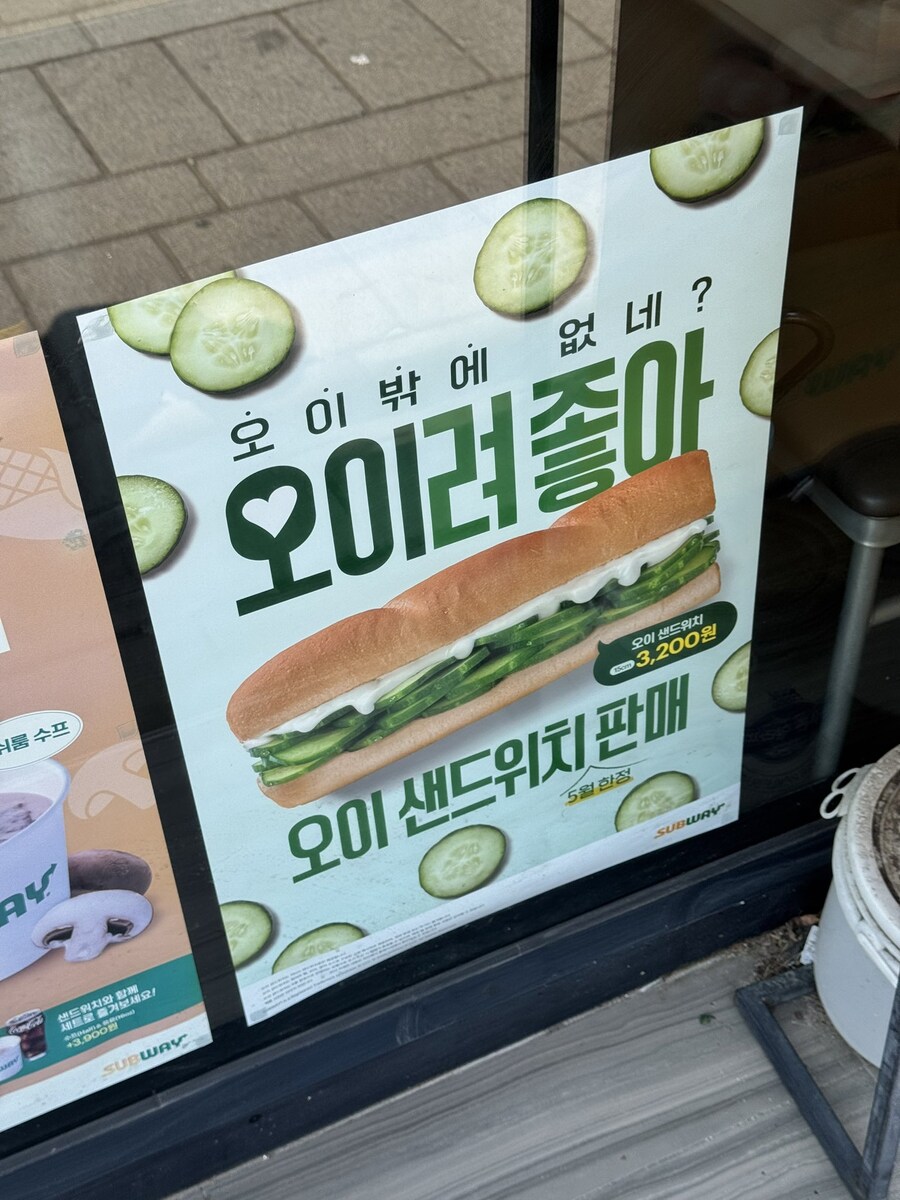 오이밖에 없네?
오이려 좋아
오이 샌드위치
15cm 3,200원
오이 샌드위치 판매
5월 한정
SUBWAY
수프
AY
샌드위치와 함께
세트로 즐겨보세요!
+3,900원
SUBWAY